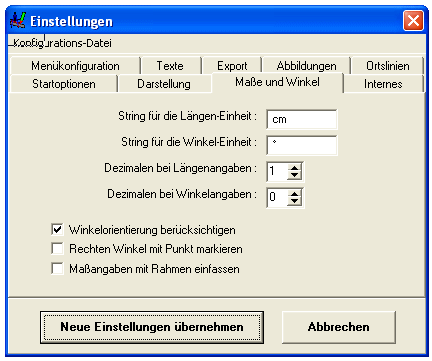 Einstellungen
Konfigurations-Datei
Menükonfiguration Texte Export Abbildungen Ortslinien
Startoptionen Darstellung Maße und Winkel Internes
String für die Längen-Einheit : cm
String für die Winkel-Einheit : °
Dezimalen bei Längenangaben : 1
Dezimalen bei Winkelangaben : 0
Winkelorientierung berücksichtigen
Rechten Winkel mit Punkt markieren
Maßangaben mit Rahmen einfassen
Neue Einstellungen übernehmen Abbrechen